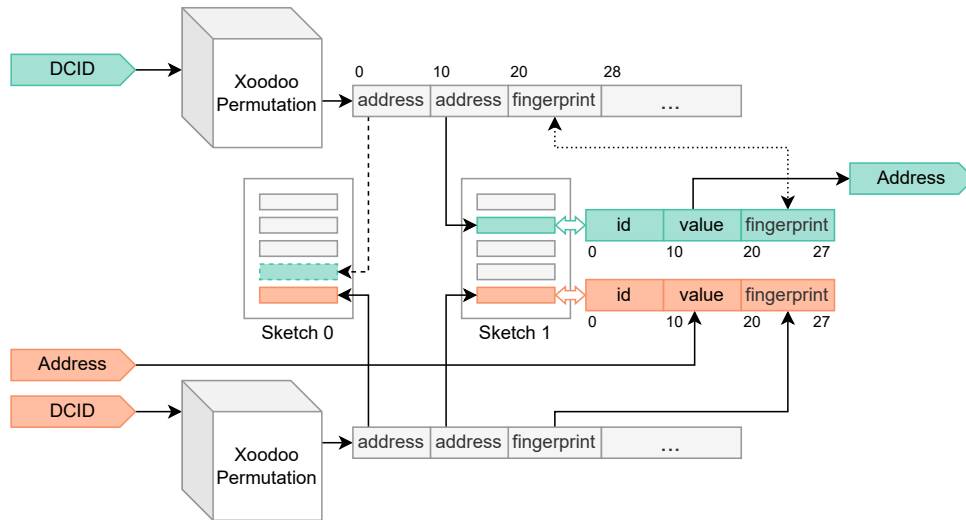 DCID
Xoodoo
Permutation
0 10 20 28
address address fingerprint ...
Address
id value fingerprint
0 10 20 27
id value fingerprint
0 10 20 27
Sketch 0 Sketch 1
Address
DCID
Xoodoo
Permutation
address address fingerprint ...